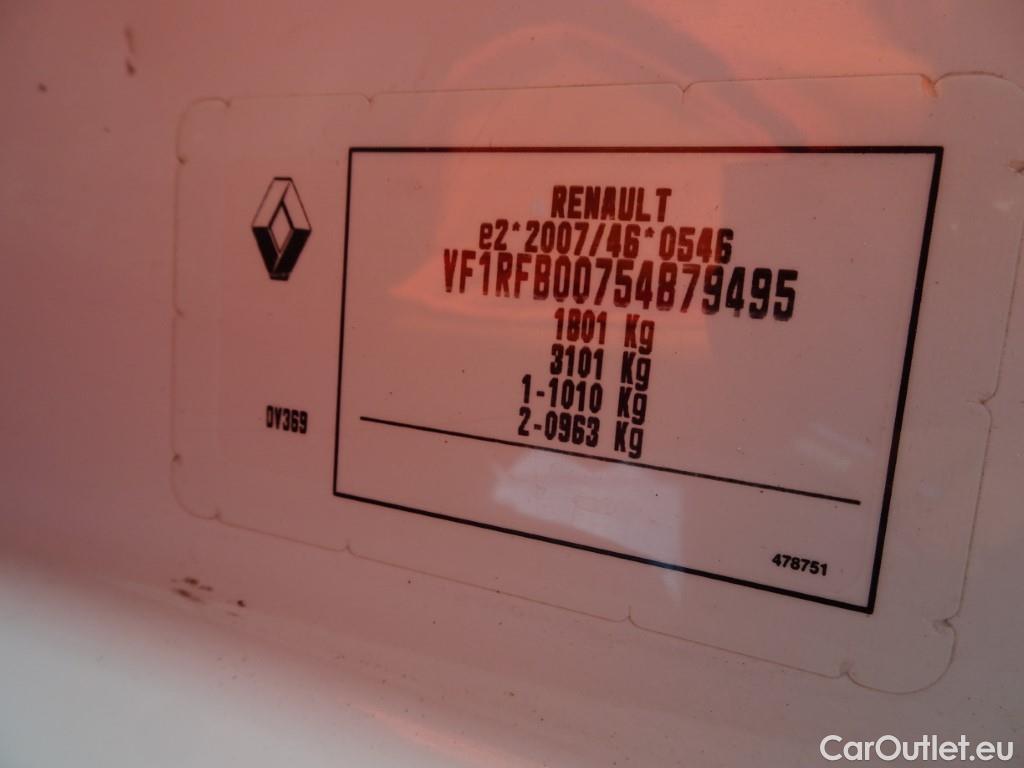 RENAULT
e2*2007/46*0546
VF1RFB00754879495
1801 Kg
3101 Kg
1-1010 Kg
2-0963 Kg
DV369
478751
CarOutlet.eu